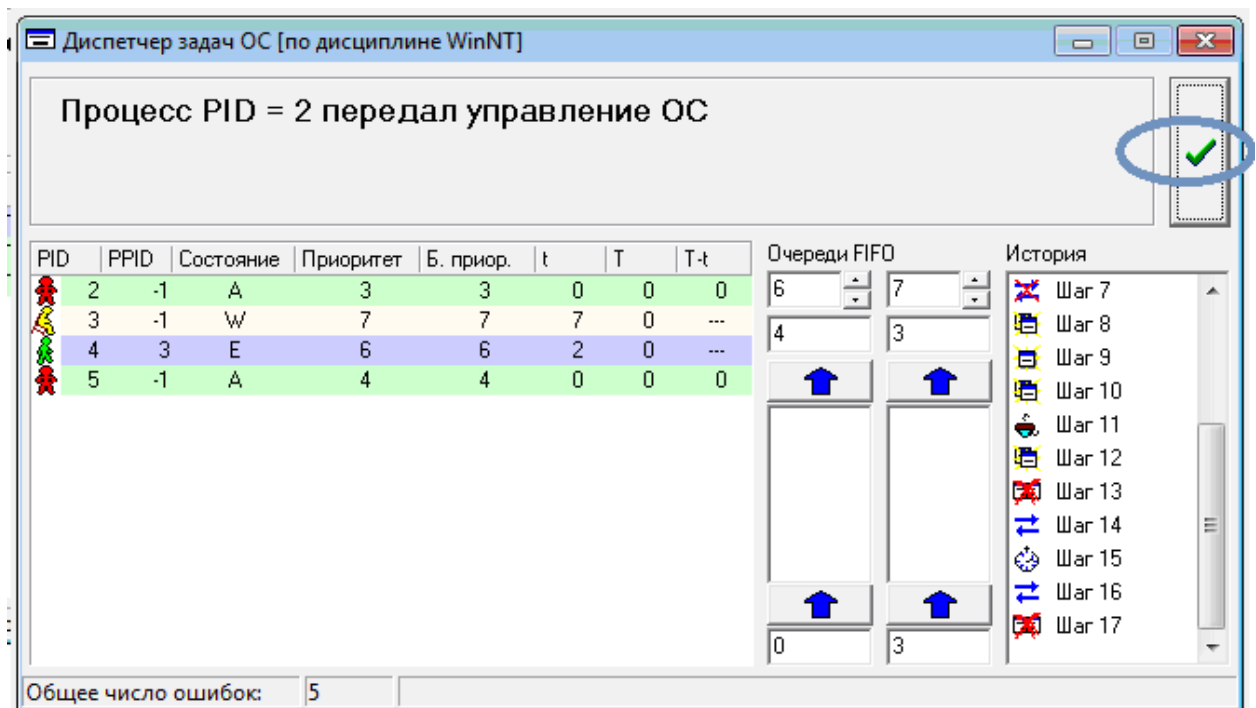 Диспетчер задач ОС [по дисциплине WinNT]
Процесс PID = 2 передал управление ОС
PID PPID Состояние Приоритет Б. приор. t T T-t
2 -1 A 3 3 0 0 0
3 -1 W 7 7 7 0 ---
4 3 E 6 6 2 0 ---
5 -1 A 4 4 0 0 0
Очереди FIFO
6 7
4 3
0 3
История
Шаг 7
Шаг 8
Шаг 9
Шаг 10
Шаг 11
Шаг 12
Шаг 13
Шаг 14
Шаг 15
Шаг 16
Шаг 17
Общее число ошибок: 5